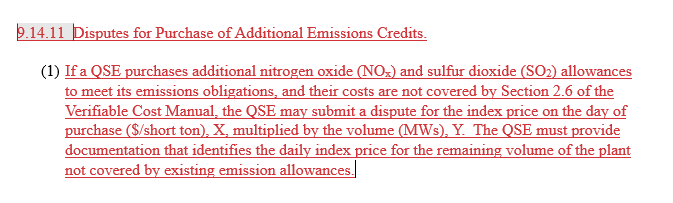 9.14.11 Disputes for Purchase of Additional Emissions Credits.
(1) If a QSE purchases additional nitrogen oxide (NOx) and sulfur dioxide (SO2) allowances
to meet its emissions obligations, and their costs are not covered by Section 2.6 of the
Verifiable Cost Manual, the QSE may submit a dispute for the index price on the day of
purchase ($/short ton), X, multiplied by the volume (MWs), Y. The QSE must provide
documentation that identifies the daily index price for the remaining volume of the plant
not covered by existing emission allowances.